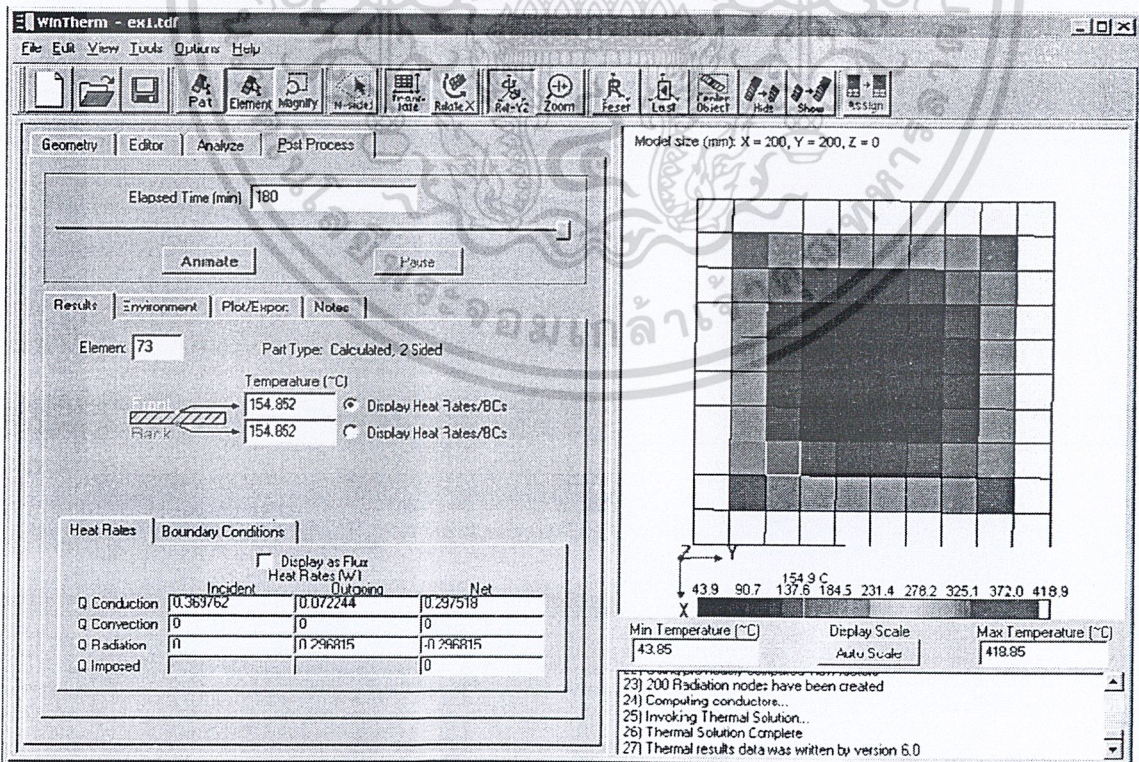 WinTherm - ex1.tdf
File Edit View Tools Options Help
Element Magnify N-sided Rotate X Rot-YZ Zoom Last Render Object Hide Show Assign
Geometry Editor Analyze Post Process
Elapsed Time (min) 180
Animate Pause
Results Environment Notes
Element: 73 Part Type: Calculated, 2 Sided
Temperature (~C)
Front 154.852 Display Heat Rates/BCs
Back 154.852 Display Heat Rates/BCs
Heat Rates Boundary Conditions
Display as Flux
Heat Rates (W)
Incident Outgoing Net
Q Conduction 0.369762 0.072244 0.297518
Q Convection 0 0 0
Q Radiation 0 0.296815 -0.296815
Q Imposed 0
Model size (mm): X = 200, Y = 200, Z = 0
Z Y
X
154.9 C
43.9 90.7 137.6 184.5 231.4 278.2 325.1 372.0 418.9
Min Temperature (~C) Display Scale Max Temperature (~C)
43.85 Auto Scale 418.85
23) 200 Radiation nodes have been created
24) Computing conductors...
25) Invoking Thermal Solution...
26) Thermal Solution Complete
27) Thermal results data was written by version 6.0